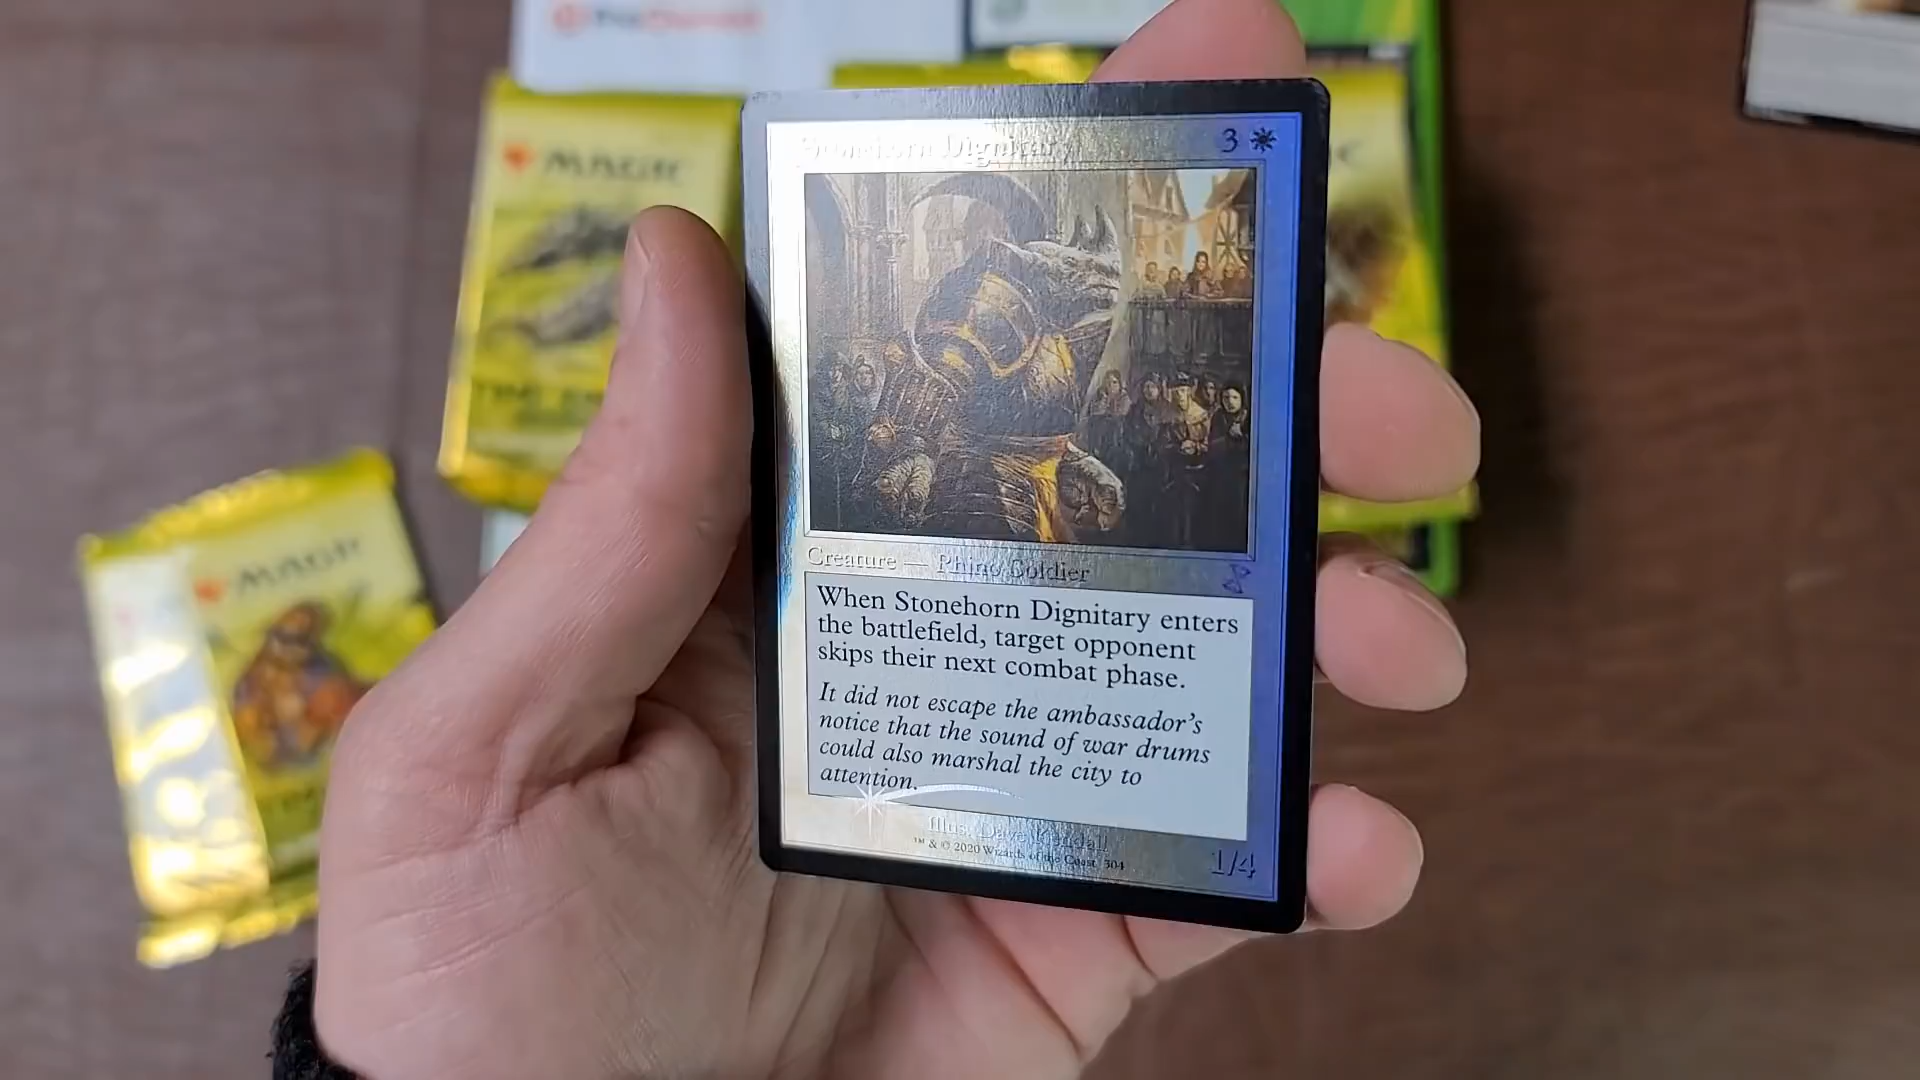 MAGIC
Stonehorn Dignitary 3
Creature — Rhino Soldier
When Stonehorn Dignitary enters
the battlefield, target opponent
skips their next combat phase.
It did not escape the ambassador's
notice that the sound of war drums
could also marshal the city to
attention.
Illus. Dave Kendall
™ & © 2020 Wizards of the Coast 304
1/4
MAGIC